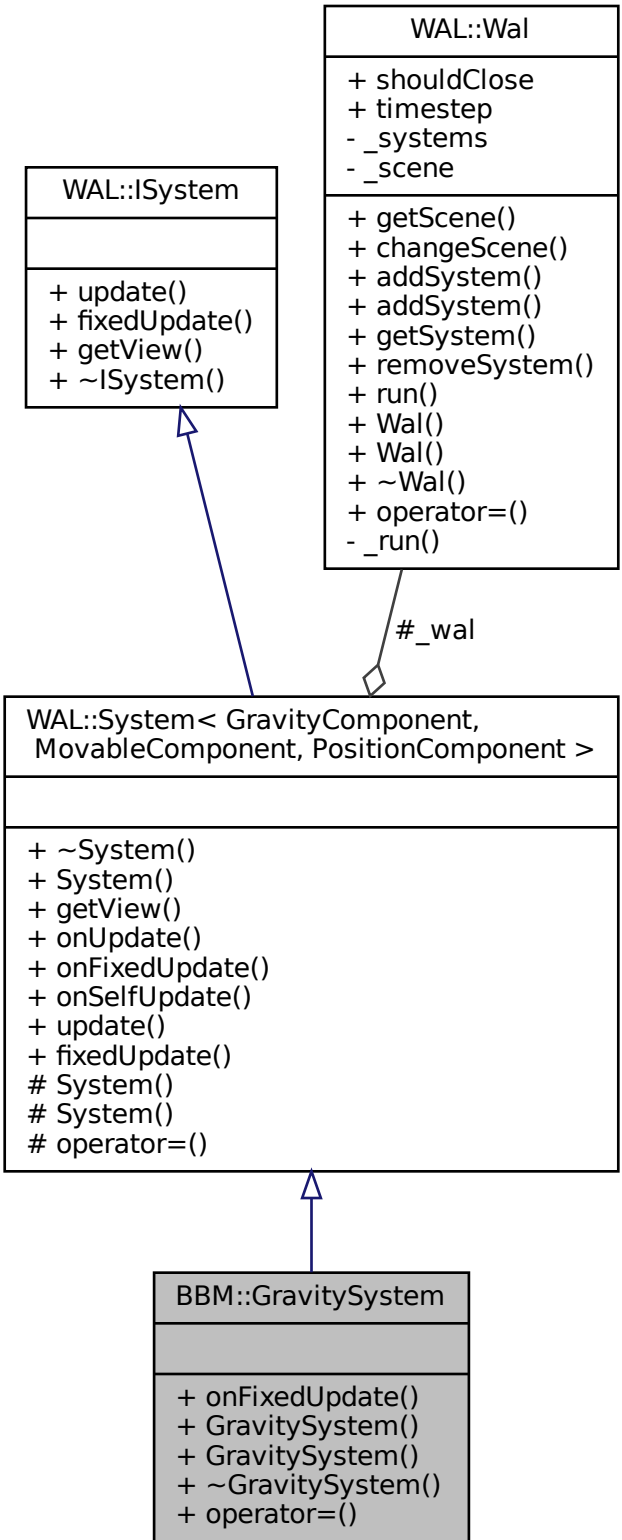 WAL::Wal
+ shouldClose
+ timestep
- _systems
- _scene
+ getScene()
+ changeScene()
+ addSystem()
+ addSystem()
+ getSystem()
+ removeSystem()
+ run()
+ Wal()
+ Wal()
+ ~Wal()
+ operator=()
- _run()
WAL::ISystem
+ update()
+ fixedUpdate()
+ getView()
+ ~ISystem()
#_wal
WAL::System< GravityComponent,
MovableComponent, PositionComponent >
+ ~System()
+ System()
+ getView()
+ onUpdate()
+ onFixedUpdate()
+ onSelfUpdate()
+ update()
+ fixedUpdate()
# System()
# System()
# operator=()
BBM::GravitySystem
+ onFixedUpdate()
+ GravitySystem()
+ GravitySystem()
+ ~GravitySystem()
+ operator=()